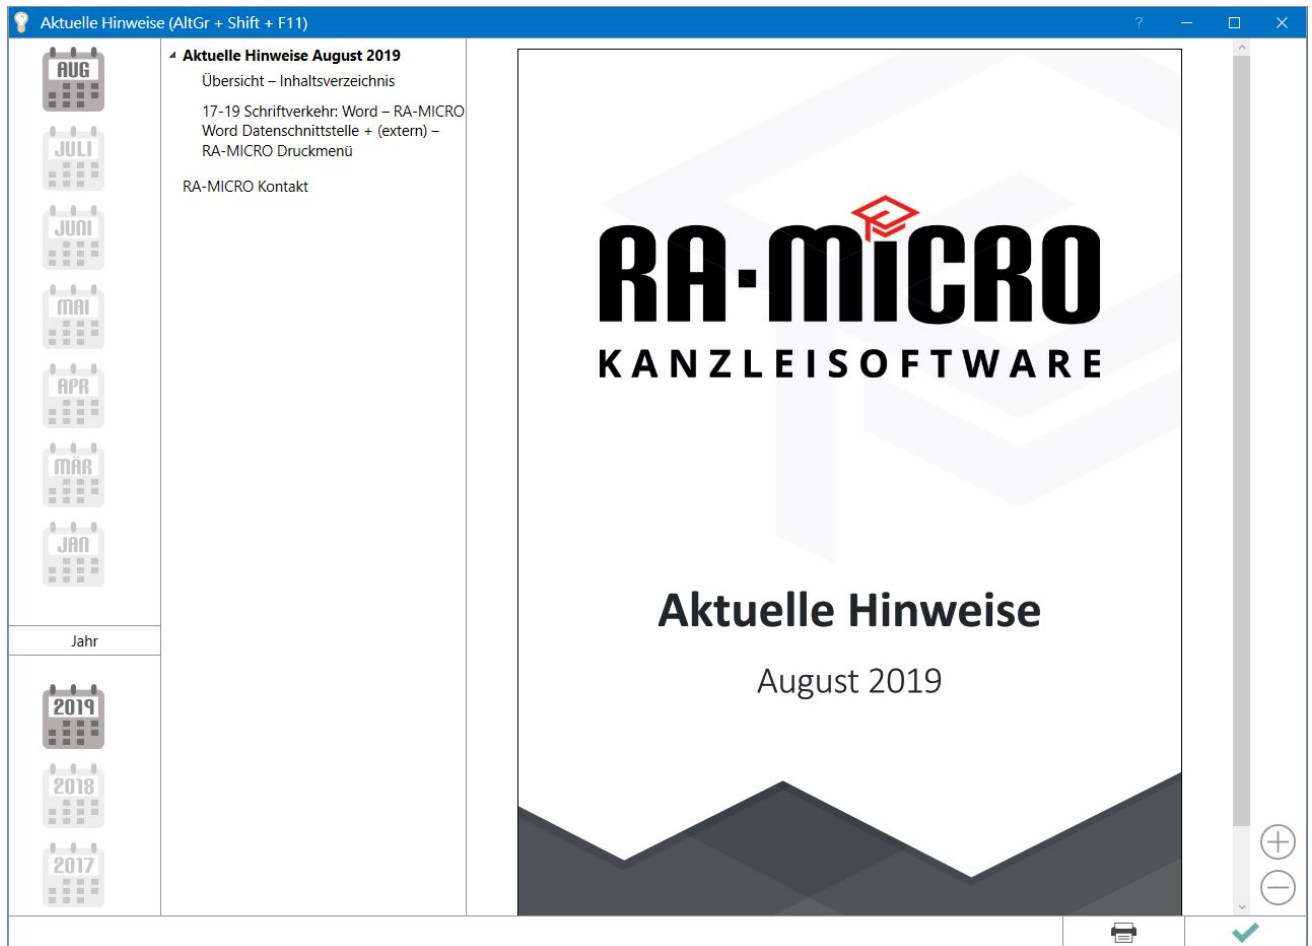 Aktuelle Hinweise (AltGr + Shift + F11)
?
AUG
JULI
JUNI
MAI
APR
MÄR
JAN
Jahr
2019
2018
2017
Aktuelle Hinweise August 2019
Übersicht – Inhaltsverzeichnis
17-19 Schriftverkehr: Word – RA-MICRO
Word Datenschnittstelle + (extern) –
RA-MICRO Druckmenü
RA-MICRO Kontakt
RA-MiCRO
KANZLEISOFTWARE
Aktuelle Hinweise
August 2019